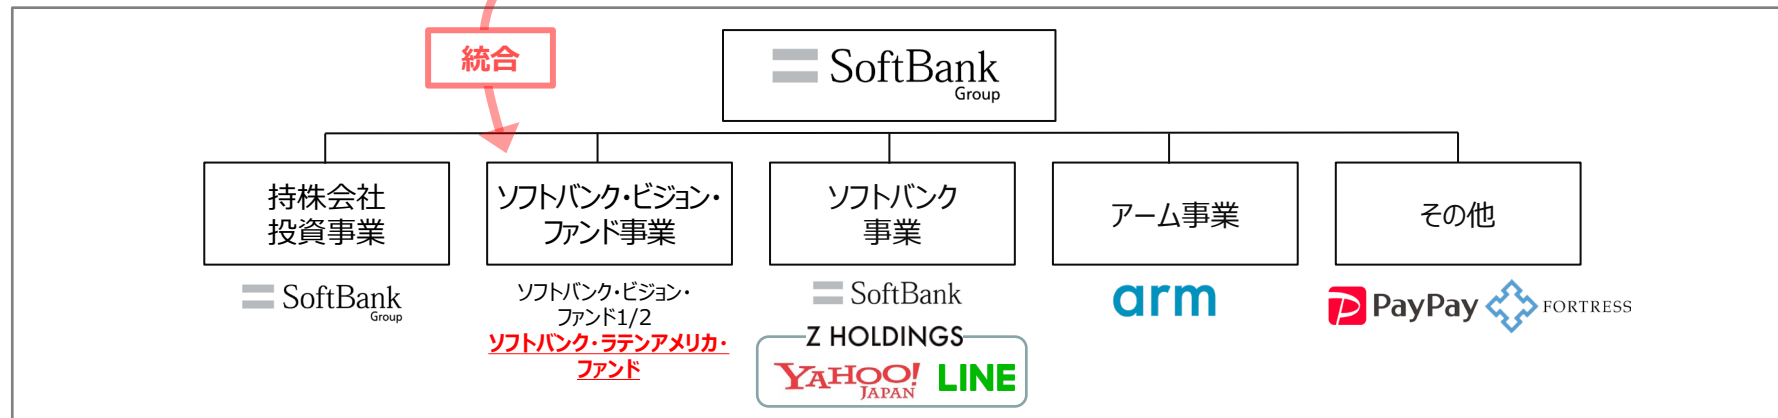 統合
SoftBank
Group
持株会社
投資事業
ソフトバンク・ビジョン・
ファンド事業
ソフトバンク
事業
アーム事業
その他
SoftBank
Group
ソフトバンク・ビジョン・
ファンド1/2
ソフトバンク・ラテンアメリカ・
ファンド
SoftBank
Z HOLDINGS
YAHOO!
JAPAN
LINE
arm
PayPay
FORTRESS